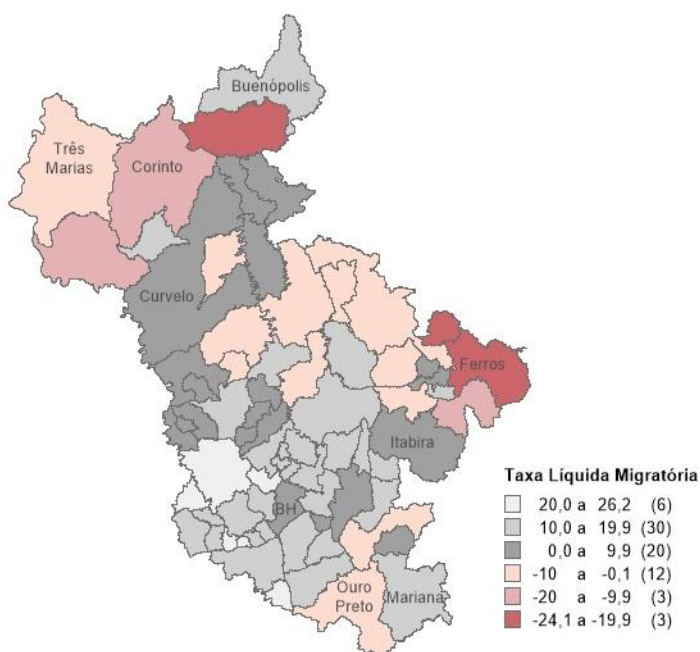 Buenópolis
Três
Marias
Corinto
Curvelo
Ferros
Itabira
BH
Ouro
Preto
Mariana
Taxa Líquida Migratória
20,0 a 26,2 (6)
10,0 a 19,9 (30)
0,0 a 9,9 (20)
-10 a -0,1 (12)
-20 a -9,9 (3)
-24,1 a -19,9 (3)